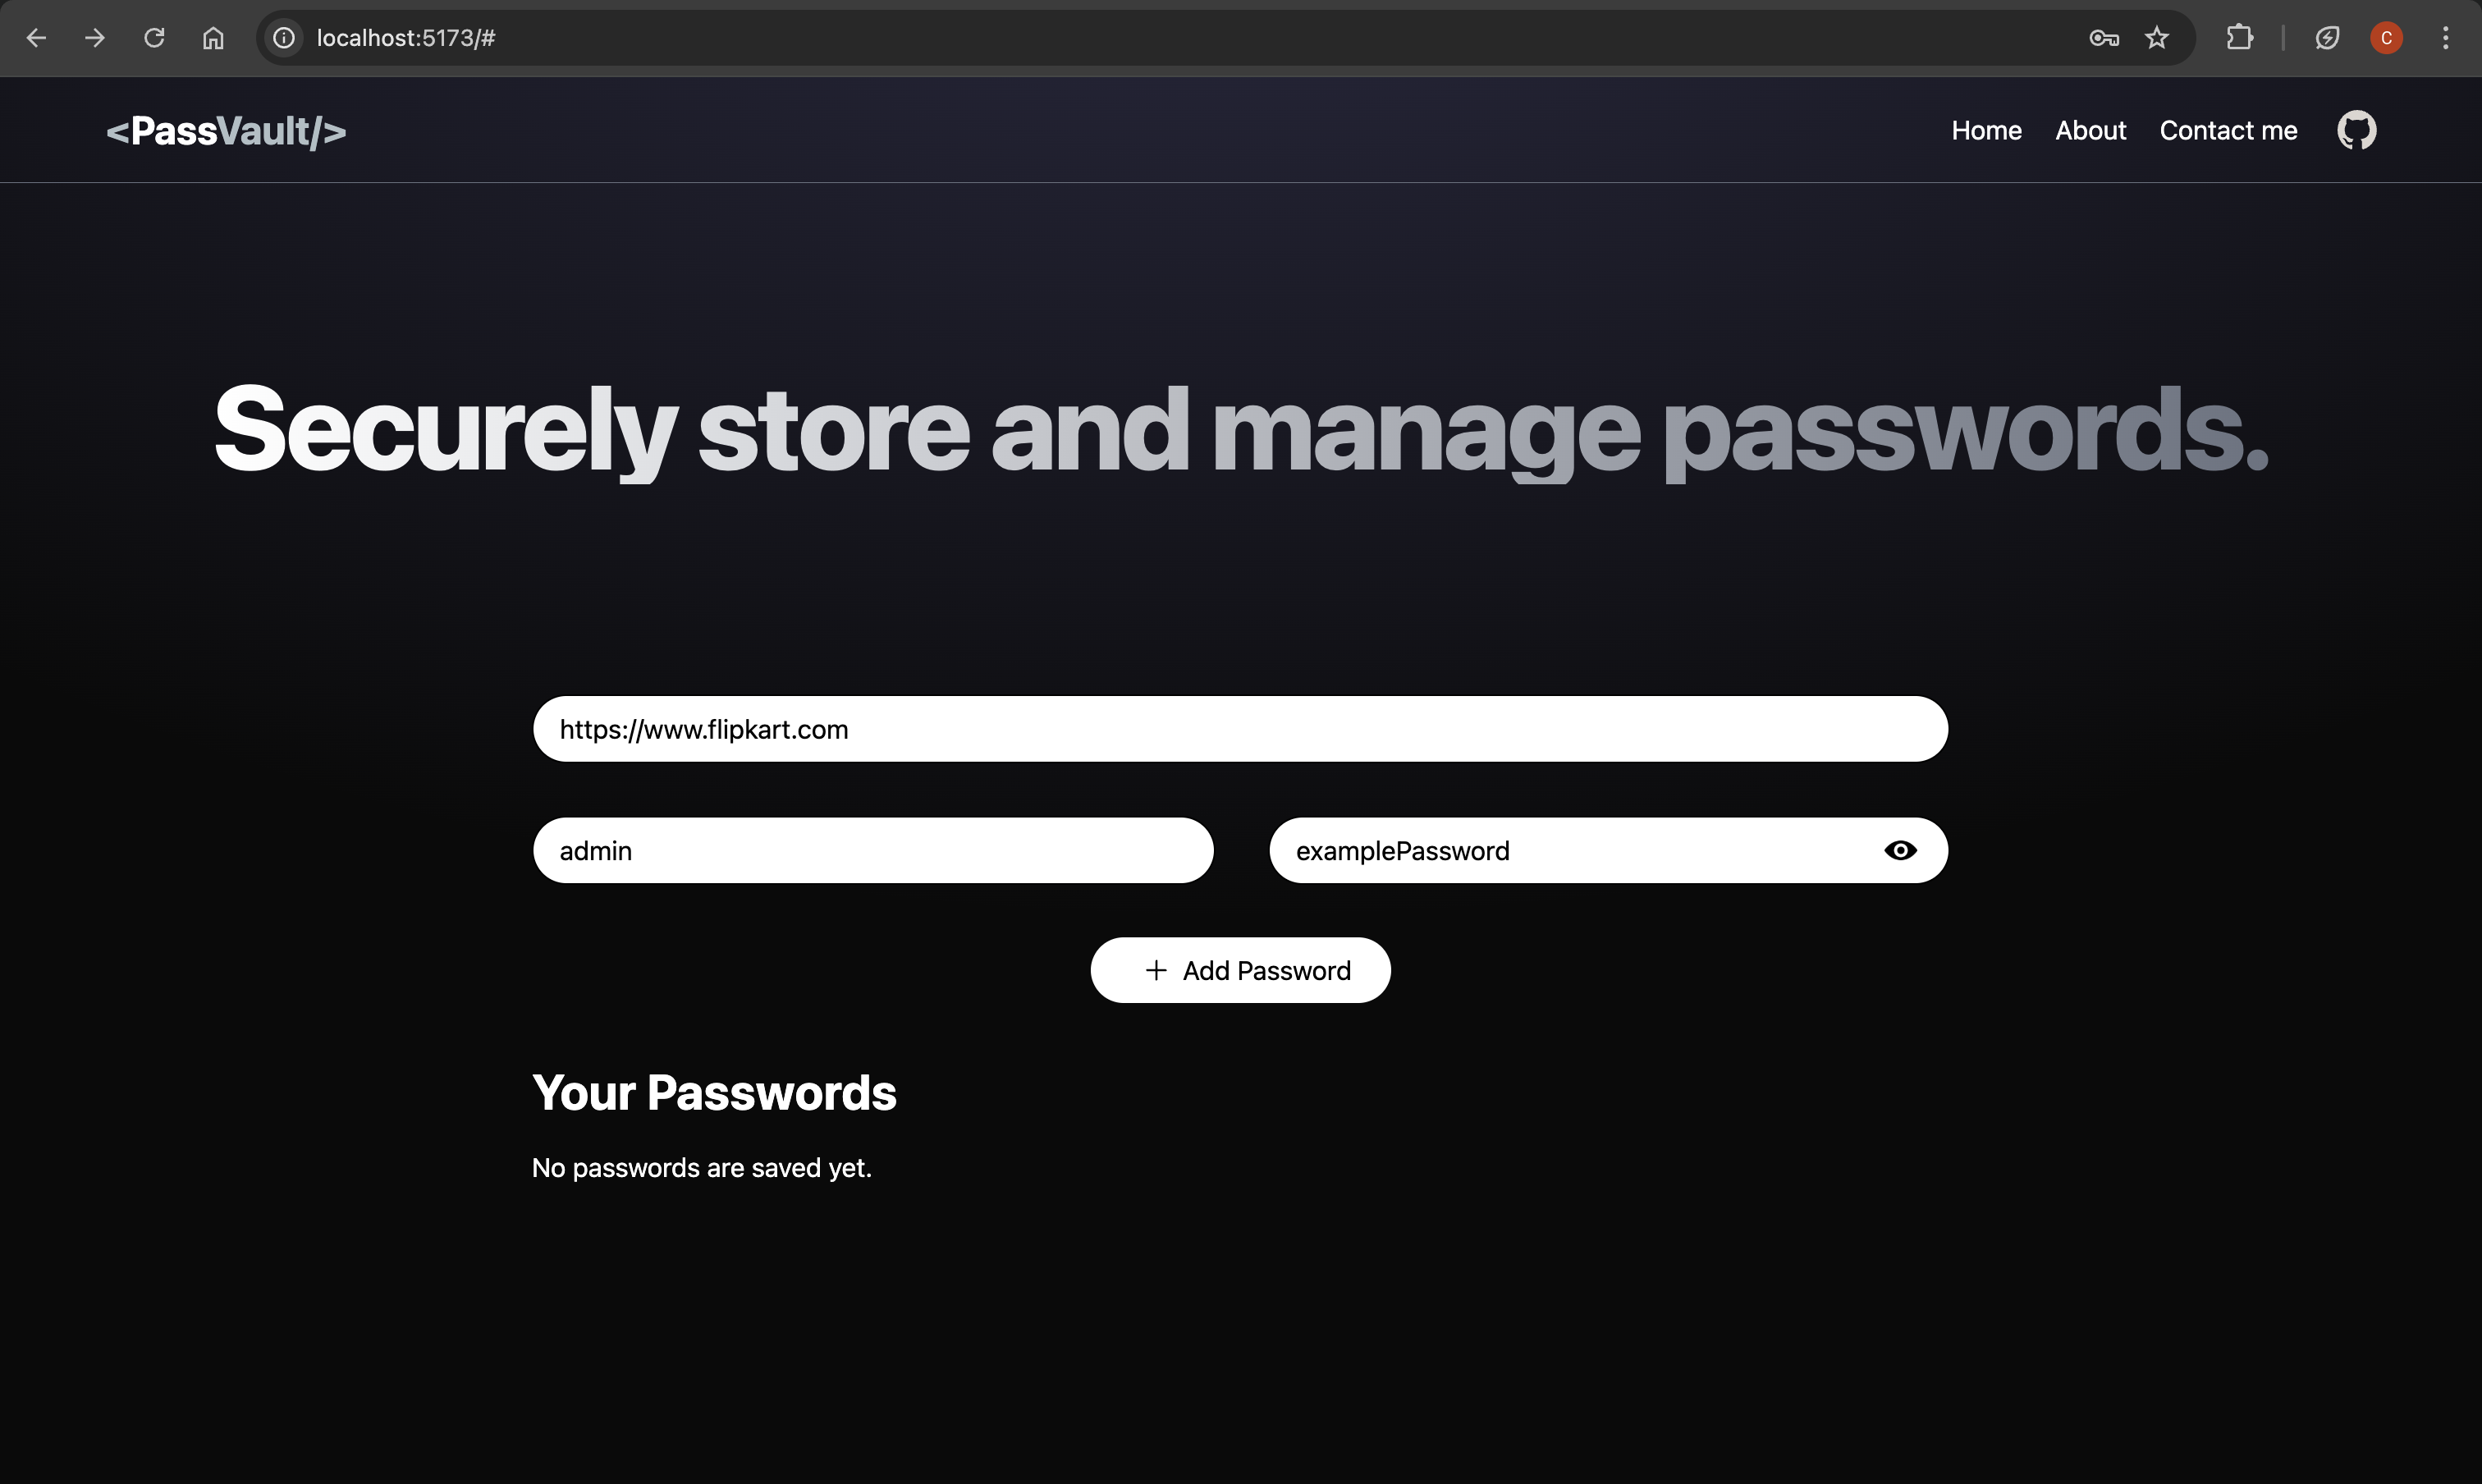 localhost:5173/#
<PassVault/>
Home About Contact me
Securely store and manage passwords.
https://www.flipkart.com
admin examplePassword
+ Add Password
Your Passwords
No passwords are saved yet.
C